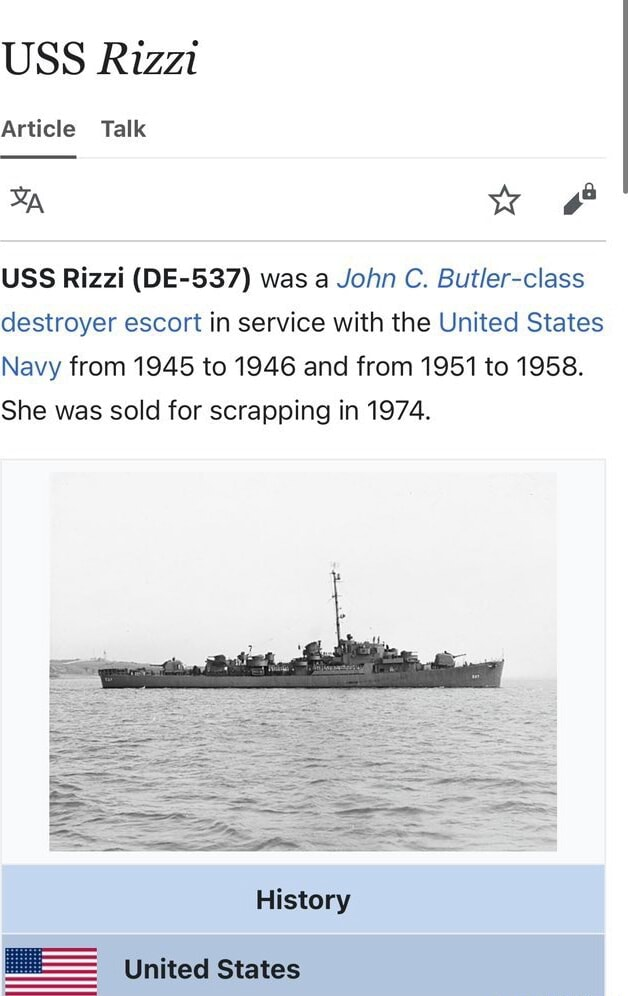 USS Rizzi
Article Talk
文A
USS Rizzi (DE-537) was a John C. Butler-class
destroyer escort in service with the United States
Navy from 1945 to 1946 and from 1951 to 1958.
She was sold for scrapping in 1974.
History
United States